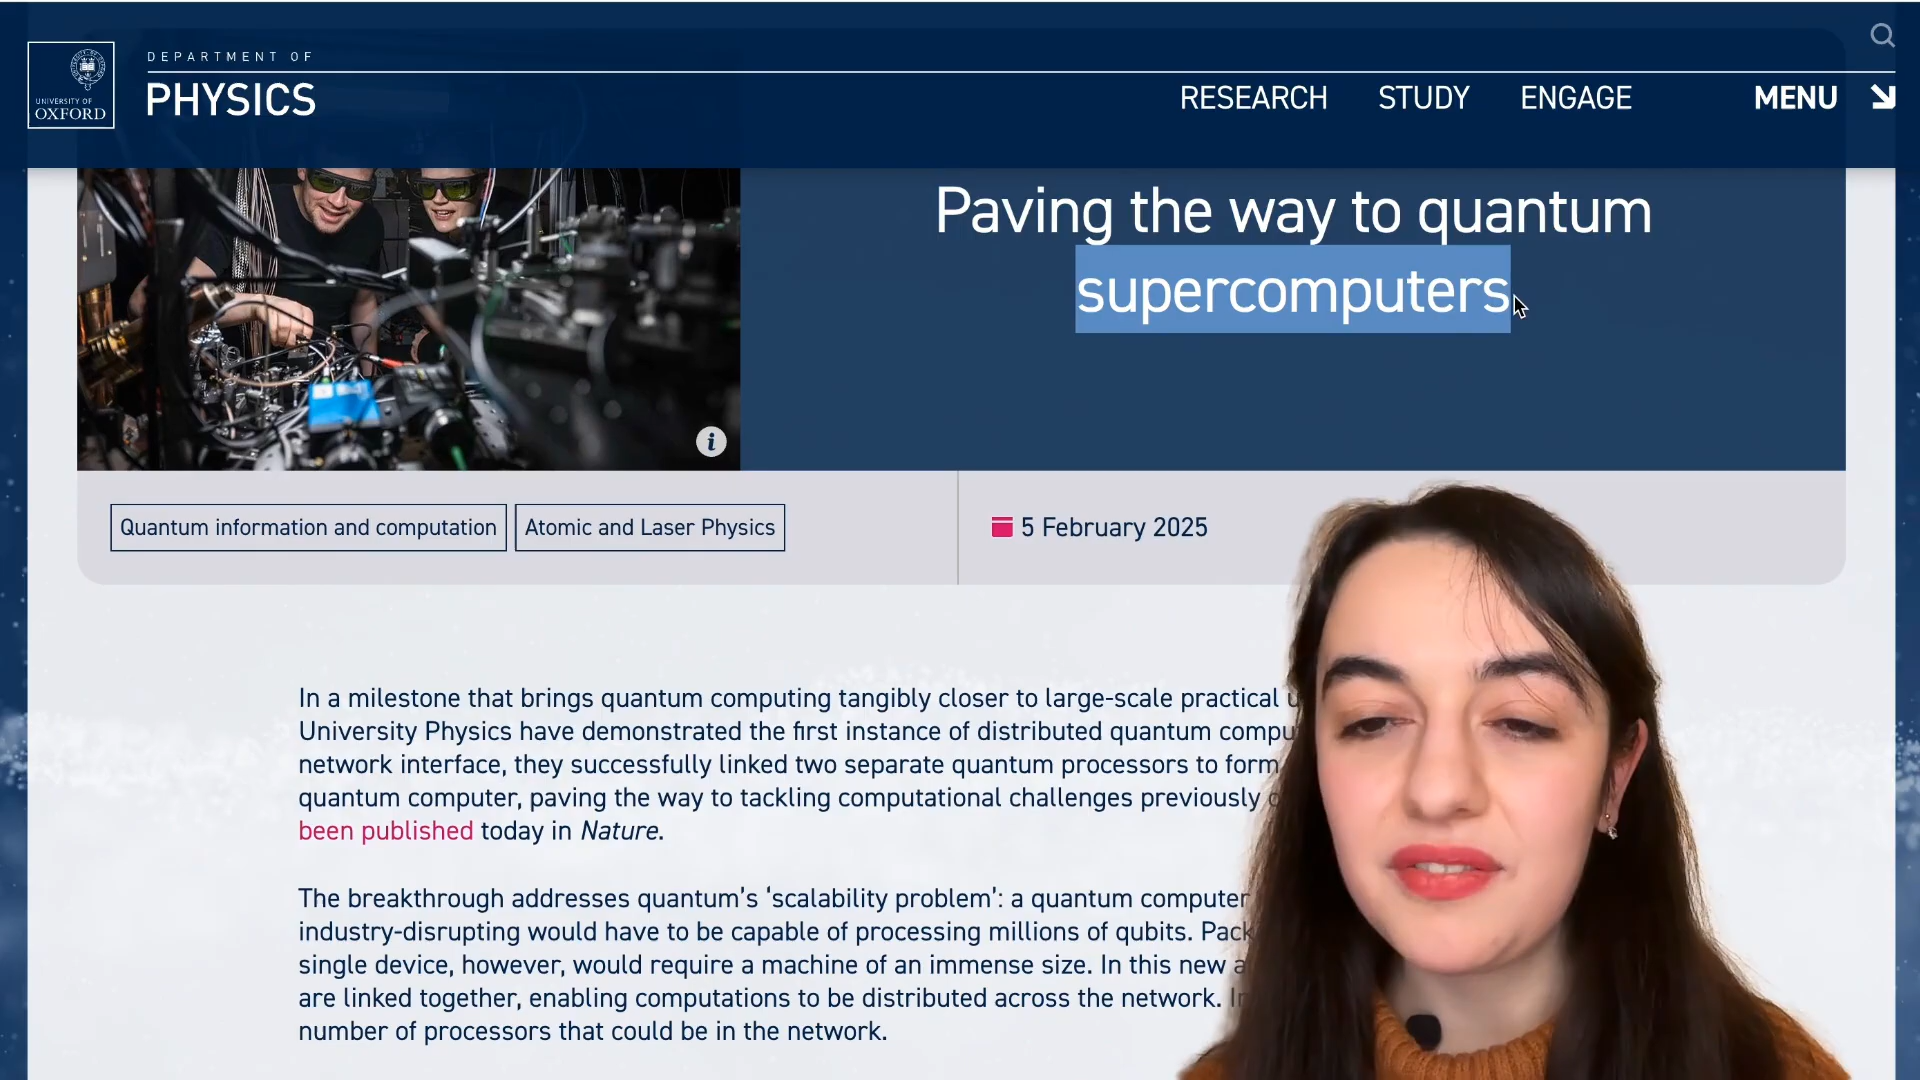 DEPARTMENT OF
PHYSICS
UNIVERSITY OF
OXFORD
RESEARCH STUDY ENGAGE MENU
Paving the way to quantum
supercomputers
i
Quantum information and computation
Atomic and Laser Physics
5 February 2025
In a milestone that brings quantum computing tangibly closer to large-scale practical
University Physics have demonstrated the first instance of distributed quantum
network interface, they successfully linked two separate quantum processors to form
quantum computer, paving the way to tackling computational challenges previously
been published today in Nature.
The breakthrough addresses quantum’s ‘scalability problem’: a quantum computer
industry-disrupting would have to be capable of processing millions of qubits.
single device, however, would require a machine of an immense size. In this new
are linked together, enabling computations to be distributed across the network.
number of processors that could be in the network.